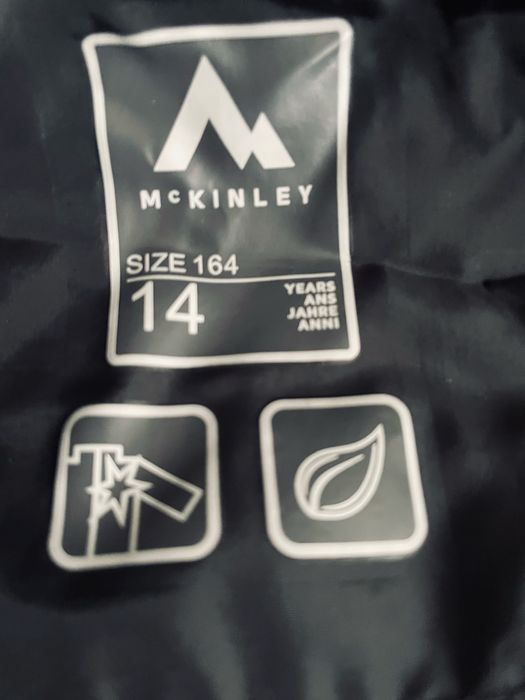 McKINLEY
SIZE 164
14
YEARS
ANS
JAHRE
ANNI